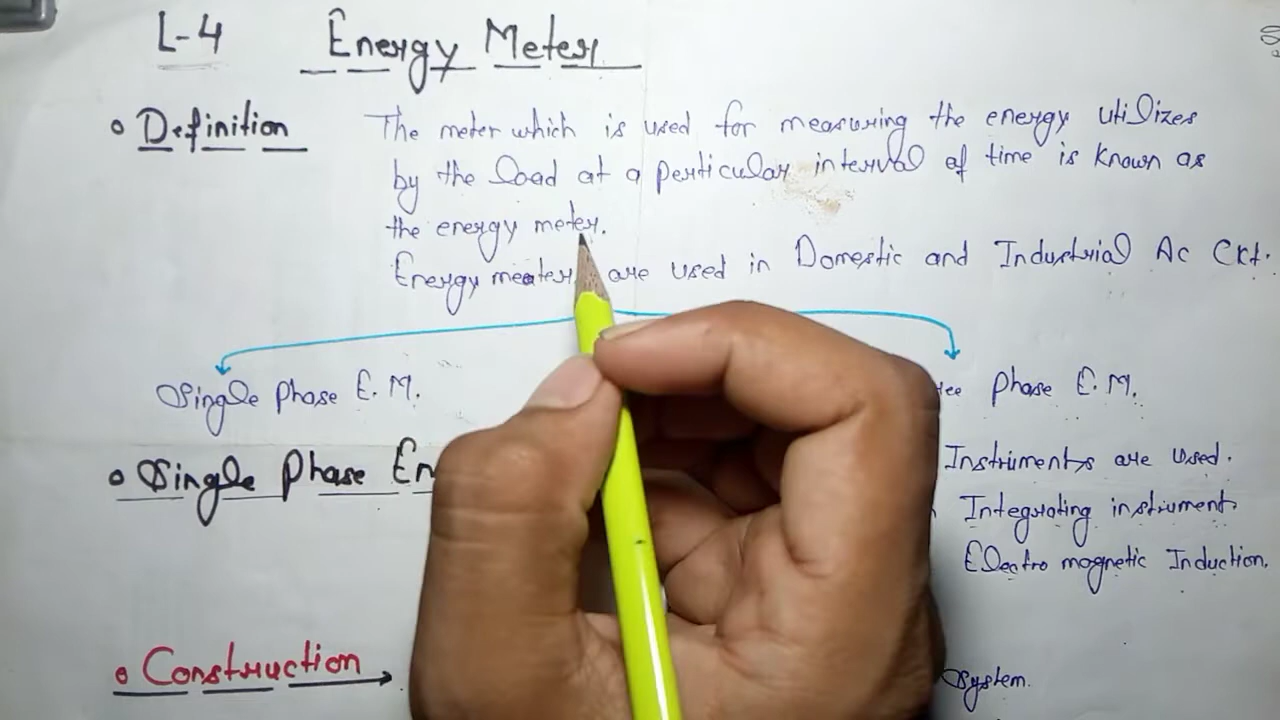 L-4 Energy Meter
Definition The meter which is used for measuring the energy utilizes
by the load at a perticular interval of time is known as
the energy meter.
Energy meaters are used in Domestic and Industrial Ac Ckt.
Single Phase E.M. Phase E.M.
Single Phase Instruments are used.
Integrating instrument
Electro magnetic Induction.
Construction System.